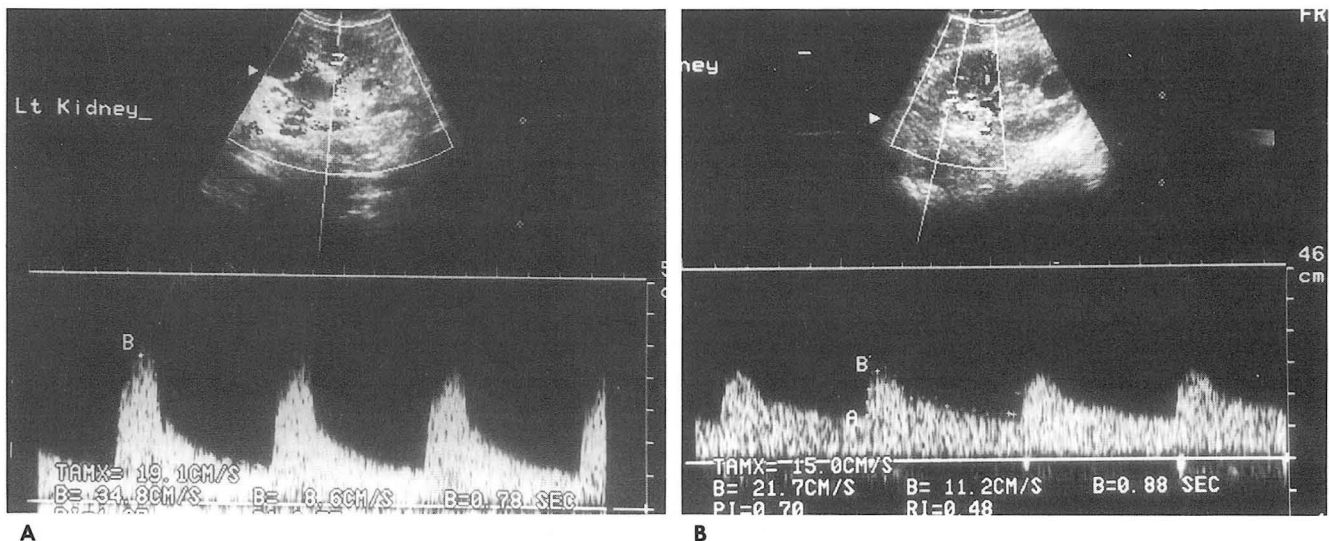 Lt Kidney_
B
TAMX= 19.1CM/S
B= 34.8CM/S B= 8.6CM/S B=0.78 SEC
A
FR
ney
46
cm
B
A
TAMX= 15.0CM/S
B= 21.7CM/S B= 11.2CM/S B=0.88 SEC
PI=0.70 RI=0.48
B